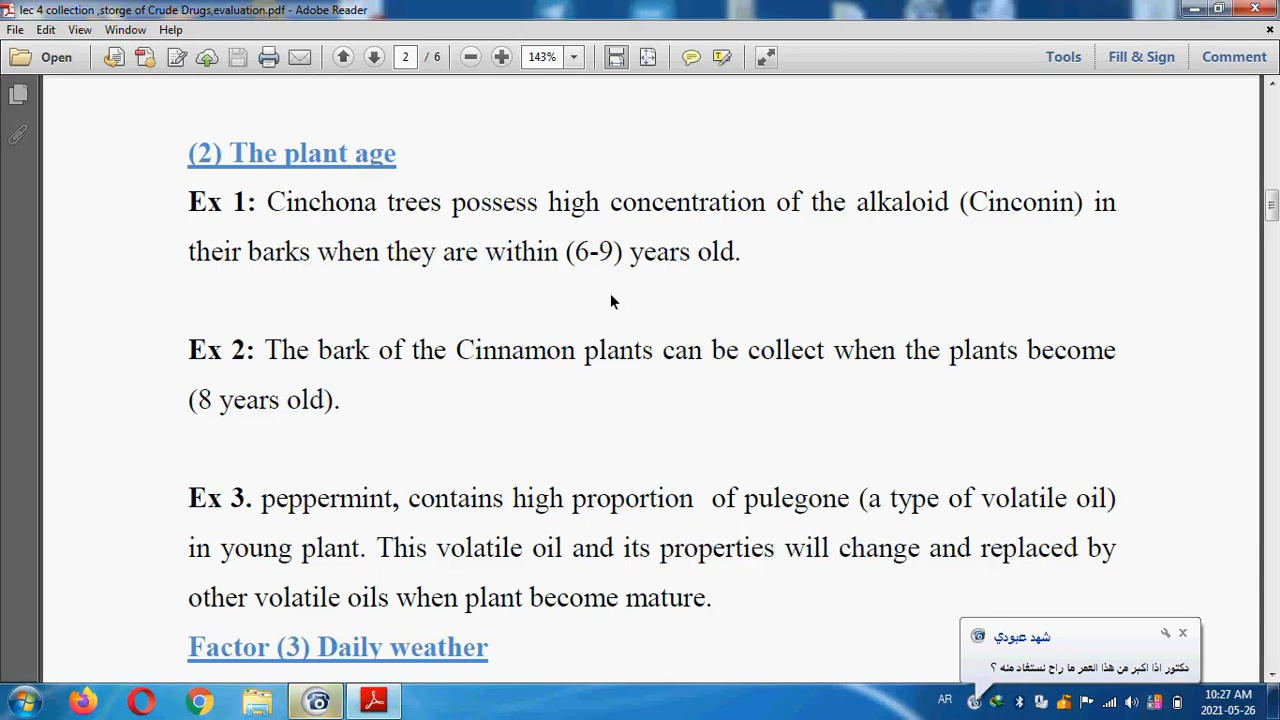 lec 4 collection ,storge of Crude Drugs,evaluation.pdf - Adobe Reader
File Edit View Window Help
Open 2 / 6 143% Tools Fill & Sign Comment
(2) The plant age
Ex 1: Cinchona trees possess high concentration of the alkaloid (Cinconin) in
their barks when they are within (6-9) years old.
Ex 2: The bark of the Cinnamon plants can be collect when the plants become
(8 years old).
Ex 3. peppermint, contains high proportion of pulegone (a type of volatile oil)
in young plant. This volatile oil and its properties will change and replaced by
other volatile oils when plant become mature.
Factor (3) Daily weather
شهد عبودي
دكتور اذا اكبر من هذا العمر ما راح نستفاد منه ؟
AR
10:27 AM
2021-05-26